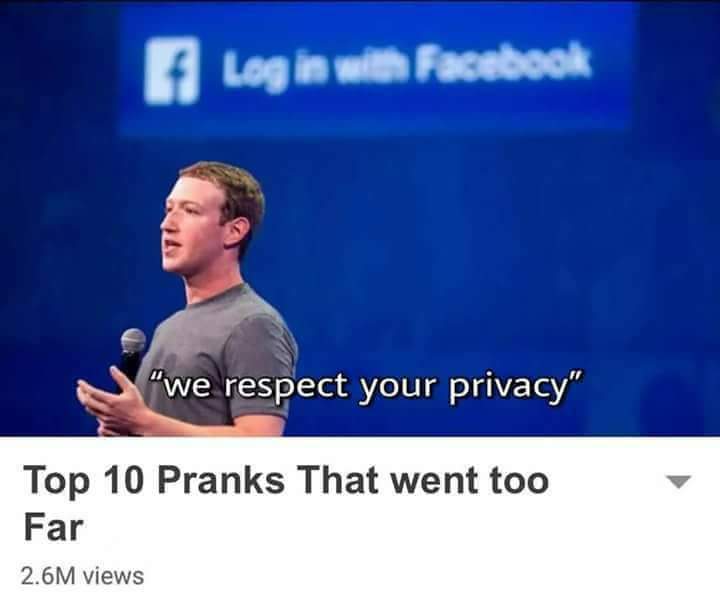 f Log in with Facebook
"we respect your privacy"
Top 10 Pranks That went too
Far
2.6M views